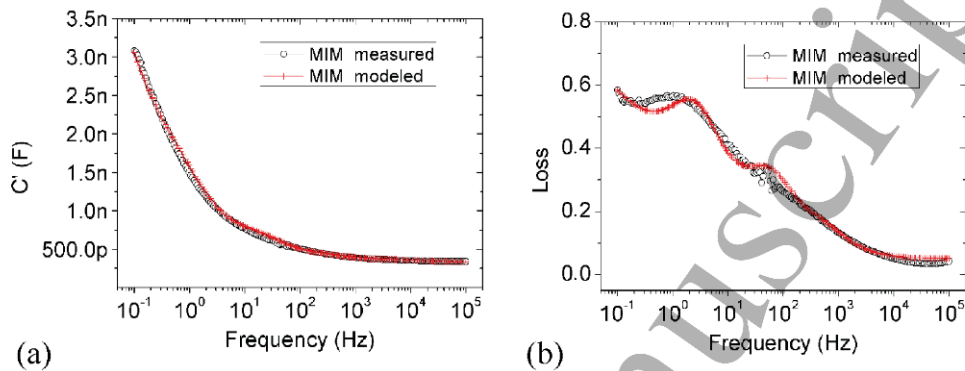 3.5n
3.0n
2.5n
2.0n
1.5n
1.0n
500.0p
C' (F)
MIM measured
MIM modeled
10⁻¹ 10⁰ 10¹ 10² 10³ 10⁴ 10⁵
Frequency (Hz)
(a)
0.8
0.6
0.4
0.2
0.0
Loss
MIM measured
MIM modeled
10⁻¹ 10⁰ 10¹ 10² 10³ 10⁴ 10⁵
Frequency (Hz)
(b)